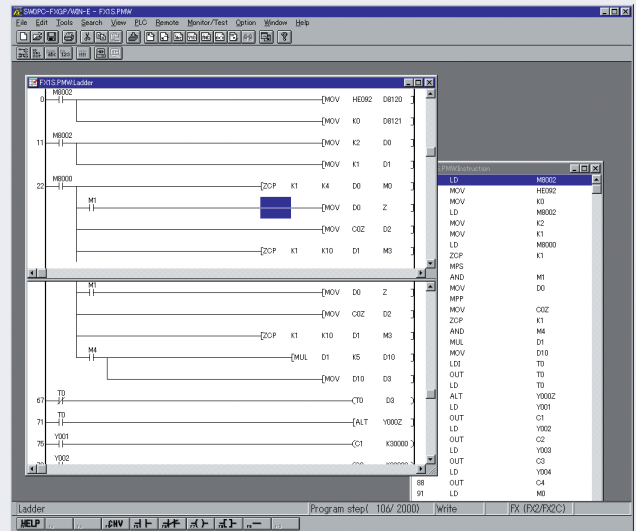 SW0PC-FXGP/WIN-E - FX1S.PMW
File Edit Tools Search View PLC Remote Monitor/Test Option Window Help
FX1S.PMW:Ladder
0 M8002 [MOV HE092 D8120 ]
[MOV K0 D8121 ]
11 M8002 [MOV K2 D0 ]
[MOV K1 D1 ]
22 M8000 [ZCP K1 K4 D0 M0 ]
M1 [MOV D0 Z ]
[MOV C0Z D2 ]
[ZCP K1 K10 D1 M3 ]
M1 [MOV D0 Z ]
[MOV C0Z D2 ]
[ZCP K1 K10 D1 M3 ]
M4 [MUL D1 K5 D10 ]
[MOV D10 D3 ]
67 T0 (T0 D3 )
71 T0 [ALT Y000Z ]
75 Y001 (C1 K30000 )
Y002
S.PMW:Instruction
LD M8002
MOV HE092
MOV K0
LD M8002
MOV K2
MOV K1
LD M8000
ZCP K1
MPS
AND M1
MOV D0
MPP
MOV C0Z
ZCP K1
AND M4
MUL D1
MOV D10
LDI T0
OUT T0
LD T0
ALT Y000Z
LD Y001
OUT C1
LD Y002
OUT C2
LD Y003
OUT C3
LD Y004
88 OUT C4
91 LD M0
Ladder Program step( 106/ 2000) Write FX (FX2/FX2C)
HELP CNV